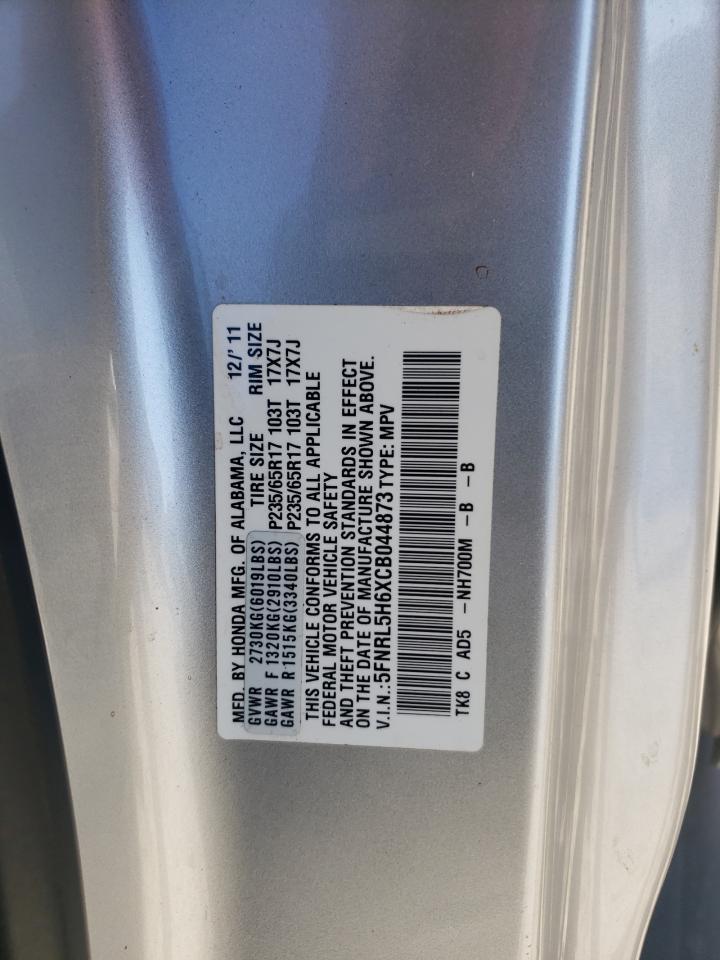 MFD. BY HONDA MFG. OF ALABAMA, LLC 12/' 11
GVWR 2730KG(6019LBS) TIRE SIZE RIM SIZE
GAWR F 1320KG(2910LBS) P235/65R17 103T 17X7J
GAWR R1515KG(3340LBS) P235/65R17 103T 17X7J
THIS VEHICLE CONFORMS TO ALL APPLICABLE
FEDERAL MOTOR VEHICLE SAFETY
AND THEFT PREVENTION STANDARDS IN EFFECT
ON THE DATE OF MANUFACTURE SHOWN ABOVE.
V.I.N.:5FNRL5H6XCB044873 TYPE: MPV
TK8 C AD5 -NH700M -B -B